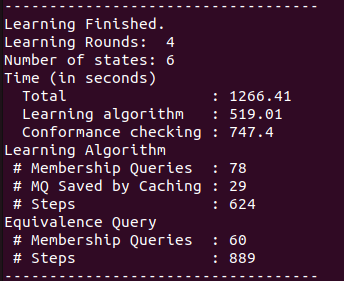 ------------------------------------
Learning Finished.
Learning Rounds:  4
Number of states: 6
Time (in seconds)
  Total                : 1266.41
  Learning algorithm   : 519.01
  Conformance checking : 747.4
Learning Algorithm
 # Membership Queries  : 78
 # MQ Saved by Caching : 29
 # Steps               : 624
Equivalence Query
 # Membership Queries  : 60
 # Steps               : 889
------------------------------------